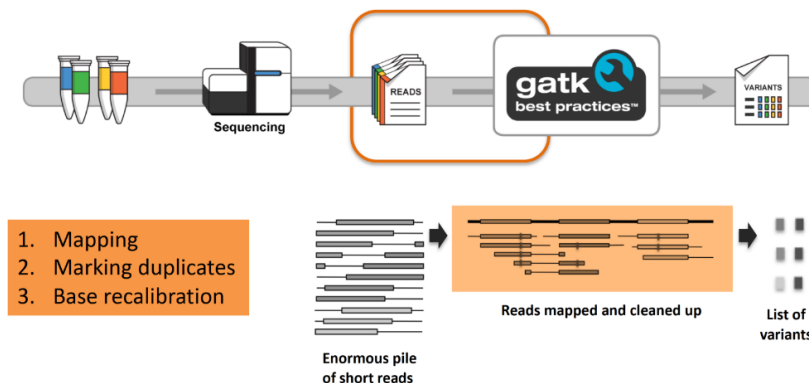 Sequencing
READS
gatk
best practices™
VARIANTS
1. Mapping
2. Marking duplicates
3. Base recalibration
Enormous pile
of short reads
Reads mapped and cleaned up
List of
variants